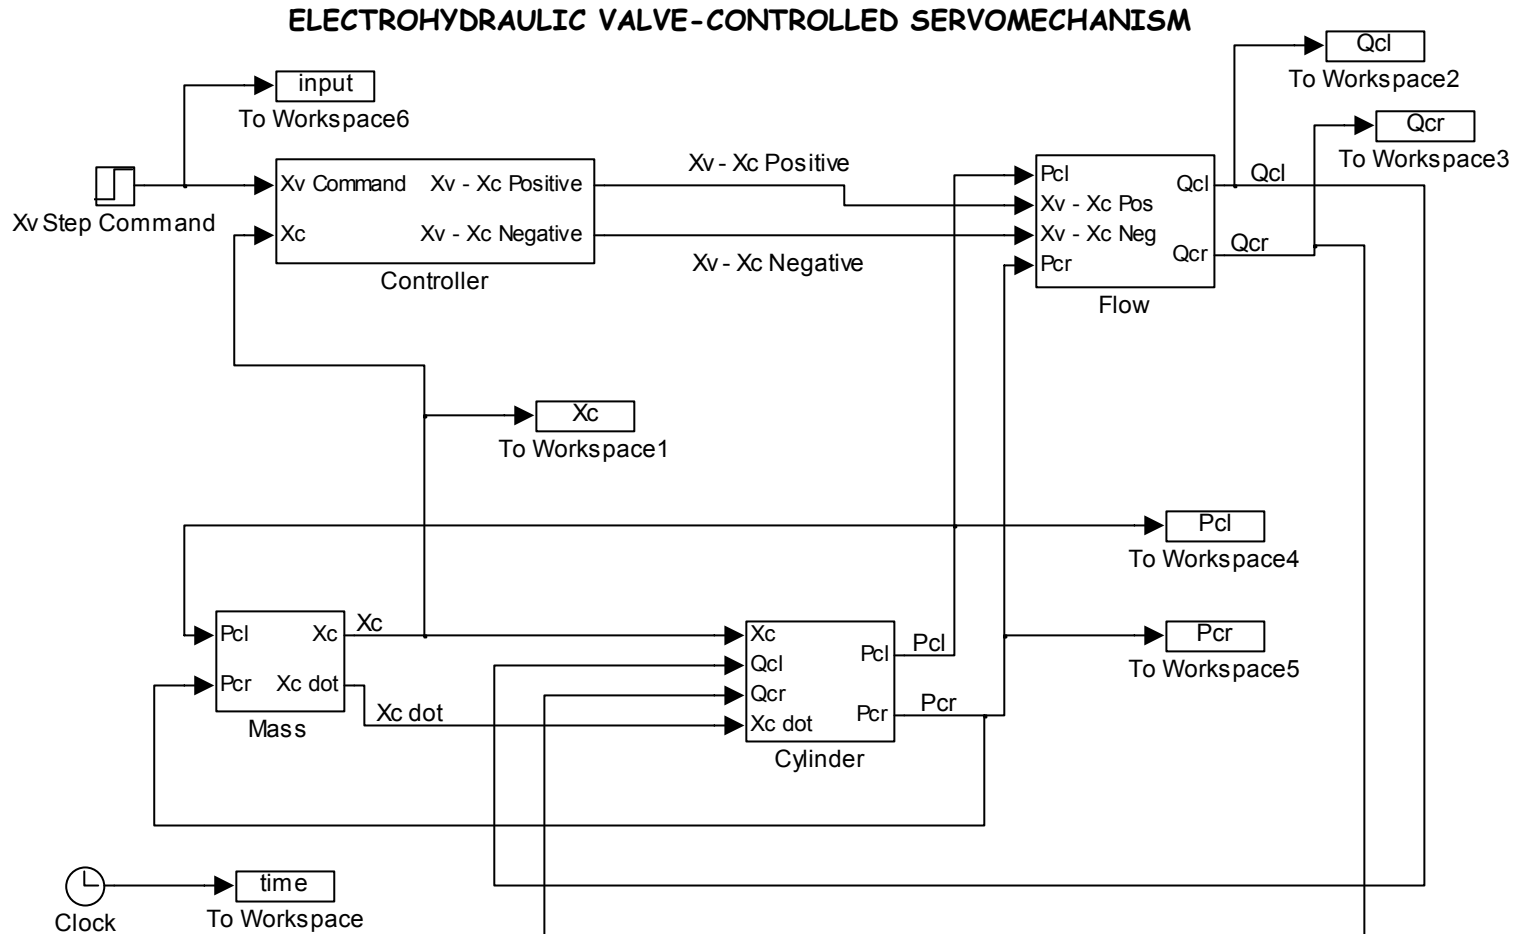 ELECTROHYDRAULIC VALVE-CONTROLLED SERVOMECHANISM
Qcl
To Workspace2
input
To Workspace6
Qcr
To Workspace3
Xv Step Command
Xv Command
Xv - Xc Positive
Xc
Xv - Xc Negative
Controller
Xv - Xc Positive
Xv - Xc Negative
Pcl
Xv - Xc Pos
Xv - Xc Neg
Pcr
Qcl
Qcr
Flow
Qcl
Qcr
Xc
To Workspace1
Pcl
To Workspace4
Pcl
Xc
Pcr
Xc dot
Mass
Xc
Xc dot
Xc
Qcl
Qcr
Xc dot
Pcl
Pcr
Cylinder
Pcl
Pcr
Pcr
To Workspace5
Clock
time
To Workspace